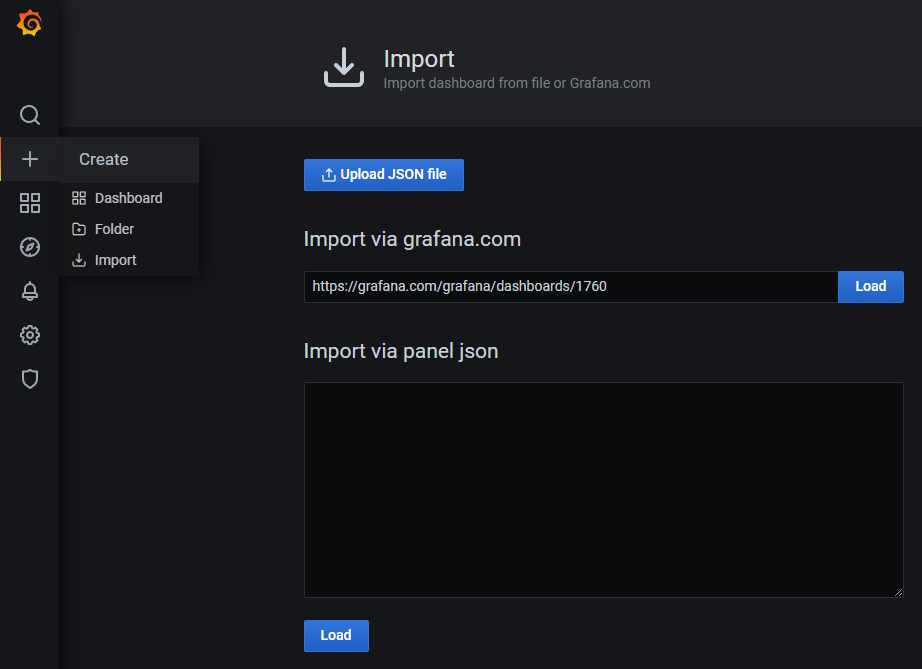 Import
Import dashboard from file or Grafana.com
Create
Dashboard
Folder
Import
Upload JSON file
Import via grafana.com
https://grafana.com/grafana/dashboards/1760
Load
Import via panel json
Load